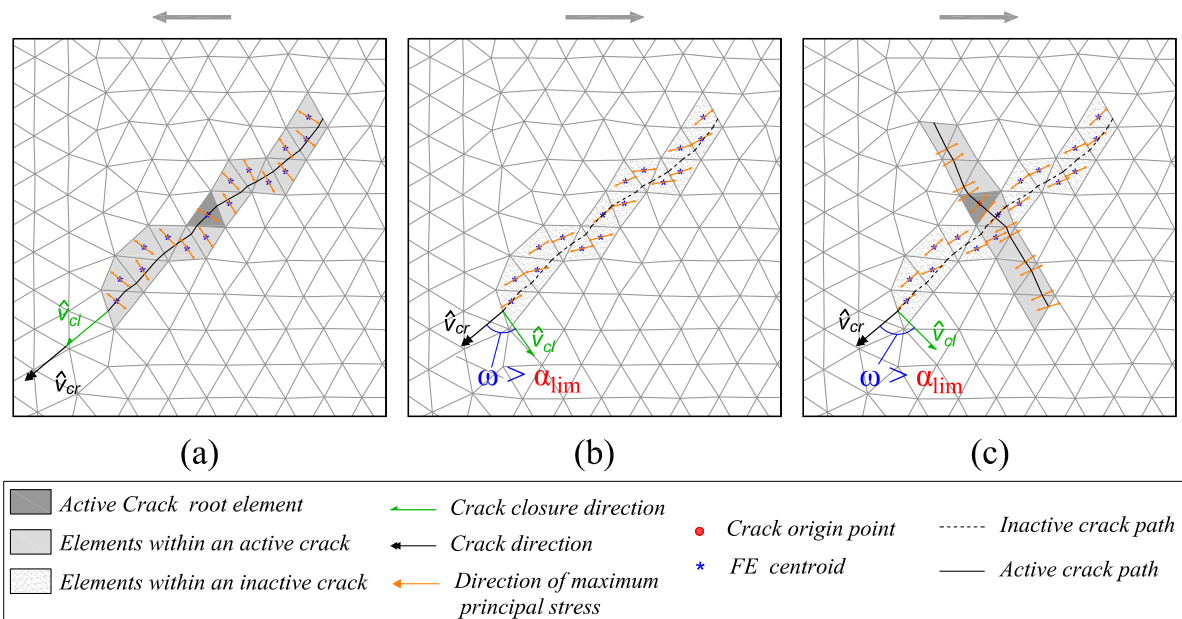 v̂cl
v̂cr
v̂cr
v̂cl
ω > αlim
v̂cr
v̂cl
ω > αlim
(a)
(b)
(c)
Active Crack root element
Elements within an active crack
Elements within an inactive crack
Crack closure direction
Crack direction
Direction of maximum
principal stress
Crack origin point
FE centroid
Inactive crack path
Active crack path